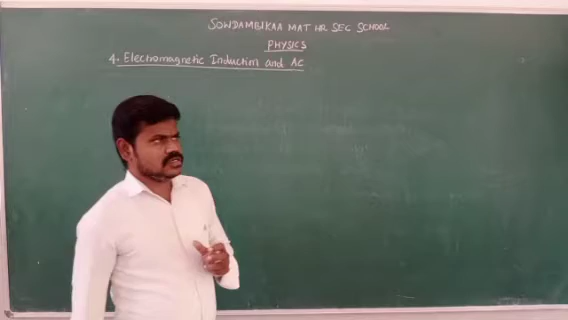 SOWDAMBIKAA MAT HR SEC SCHOOL
PHYSICS
4. Electromagnetic Induction and AC